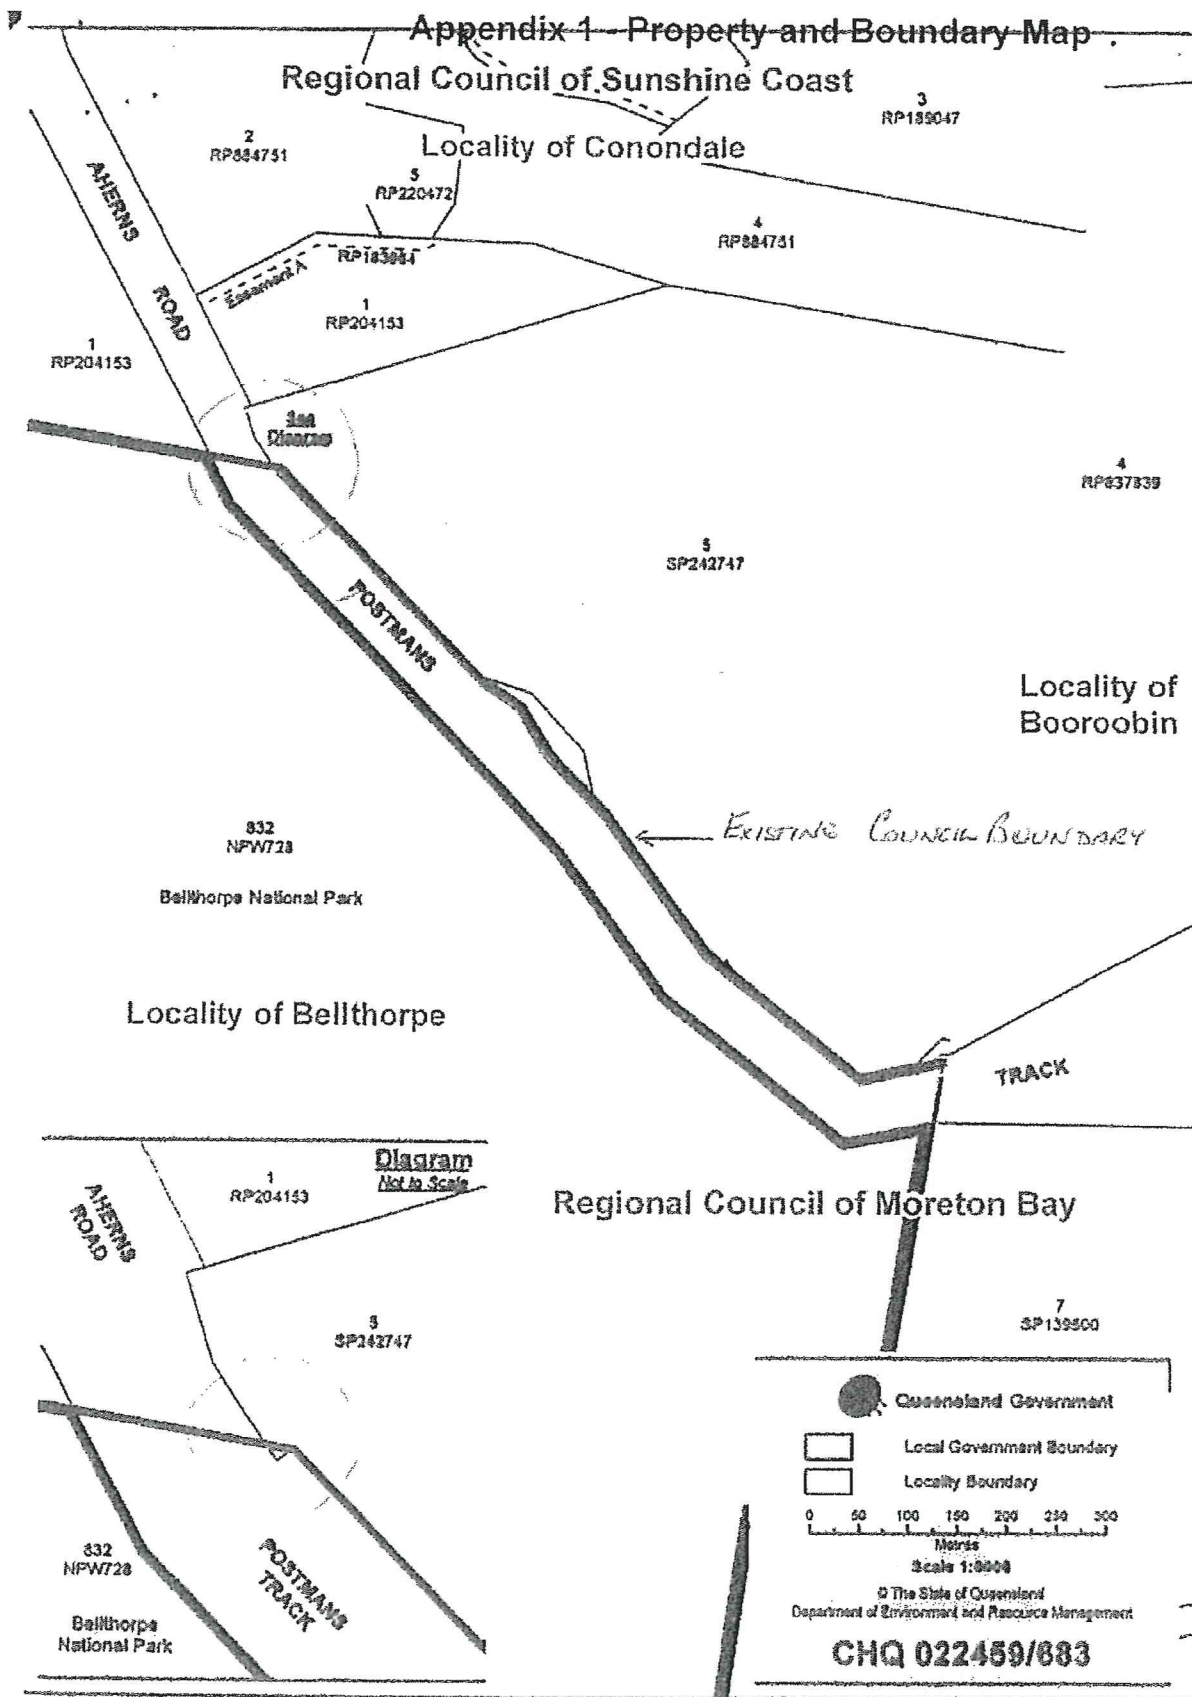 Appendix 1 - Property and Boundary Map
Regional Council of Sunshine Coast
3
RP189047
2
RP884751
Locality of Conondale
5
RP220472
4
RP884751
AHERNS
ROAD
Easement A
1
RP204153
1
RP204153
See
Diagram
4
RP837839
5
SP242747
POSTMANS
Locality of
Booroobin
832
NPW728
EXISTING COUNCIL BOUNDARY
Bellthorpe National Park
Locality of Bellthorpe
TRACK
Diagram
Not to Scale
1
RP204153
AHERNS
ROAD
Regional Council of Moreton Bay
5
SP242747
7
SP139500
832
NPW728
POSTMANS
TRACK
Bellthorpe
National Park
Queensland Government
Local Government Boundary
Locality Boundary
0 50 100 150 200 250 300
Metres
Scale
© The State of Queensland
Department of Environment and Resource Management
CHQ 022459/683